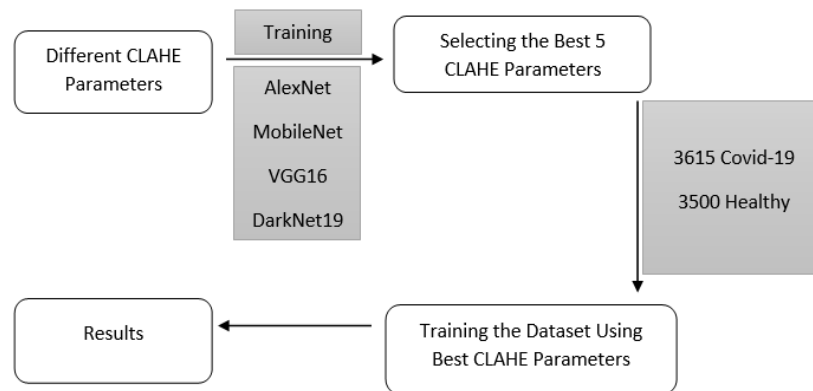 Different CLAHE
Parameters
Training
AlexNet
MobileNet
VGG16
DarkNet19
Selecting the Best 5
CLAHE Parameters
3615 Covid-19
3500 Healthy
Training the Dataset Using
Best CLAHE Parameters
Results